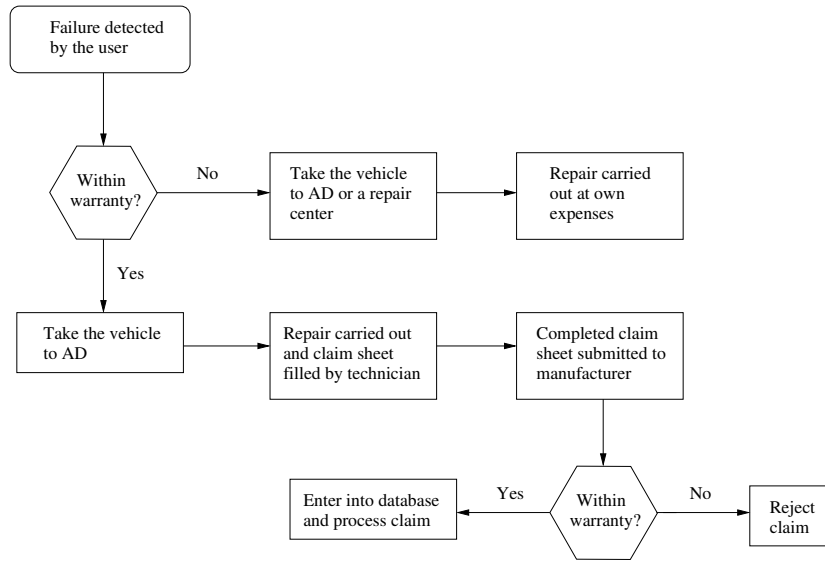 Failure detected
by the user
Within
warranty?
No
Take the vehicle
to AD or a repair
center
Repair carried
out at own
expenses
Yes
Take the vehicle
to AD
Repair carried out
and claim sheet
filled by technician
Completed claim
sheet submitted to
manufacturer
Within
warranty?
Yes
Enter into database
and process claim
No
Reject
claim